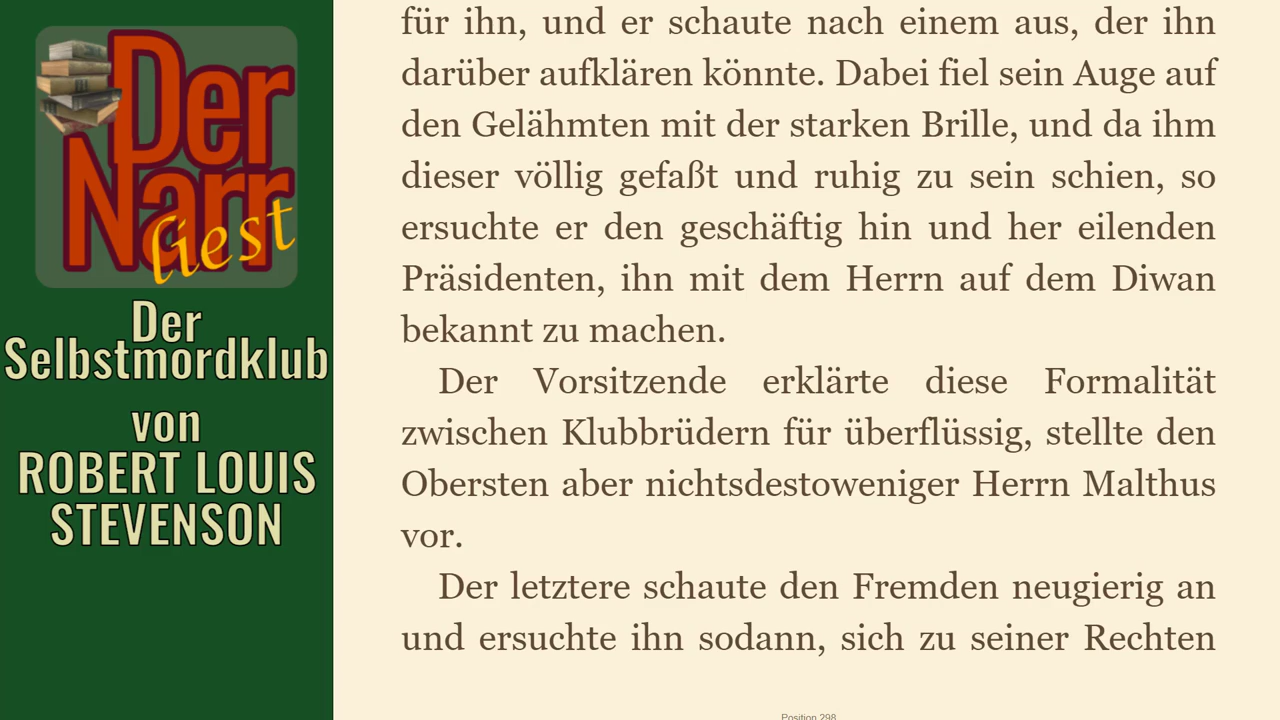 Der
Narr
liest
Der
Selbstmordklub
von
ROBERT LOUIS
STEVENSON
für ihn, und er schaute nach einem aus, der ihn
darüber aufklären könnte. Dabei fiel sein Auge auf
den Gelähmten mit der starken Brille, und da ihm
dieser völlig gefaßt und ruhig zu sein schien, so
ersuchte er den geschäftig hin und her eilenden
Präsidenten, ihn mit dem Herrn auf dem Diwan
bekannt zu machen.
Der Vorsitzende erklärte diese Formalität
zwischen Klubbrüdern für überflüssig, stellte den
Obersten aber nichtsdestoweniger Herrn Malthus
vor.
Der letztere schaute den Fremden neugierig an
und ersuchte ihn sodann, sich zu seiner Rechten
Position 298